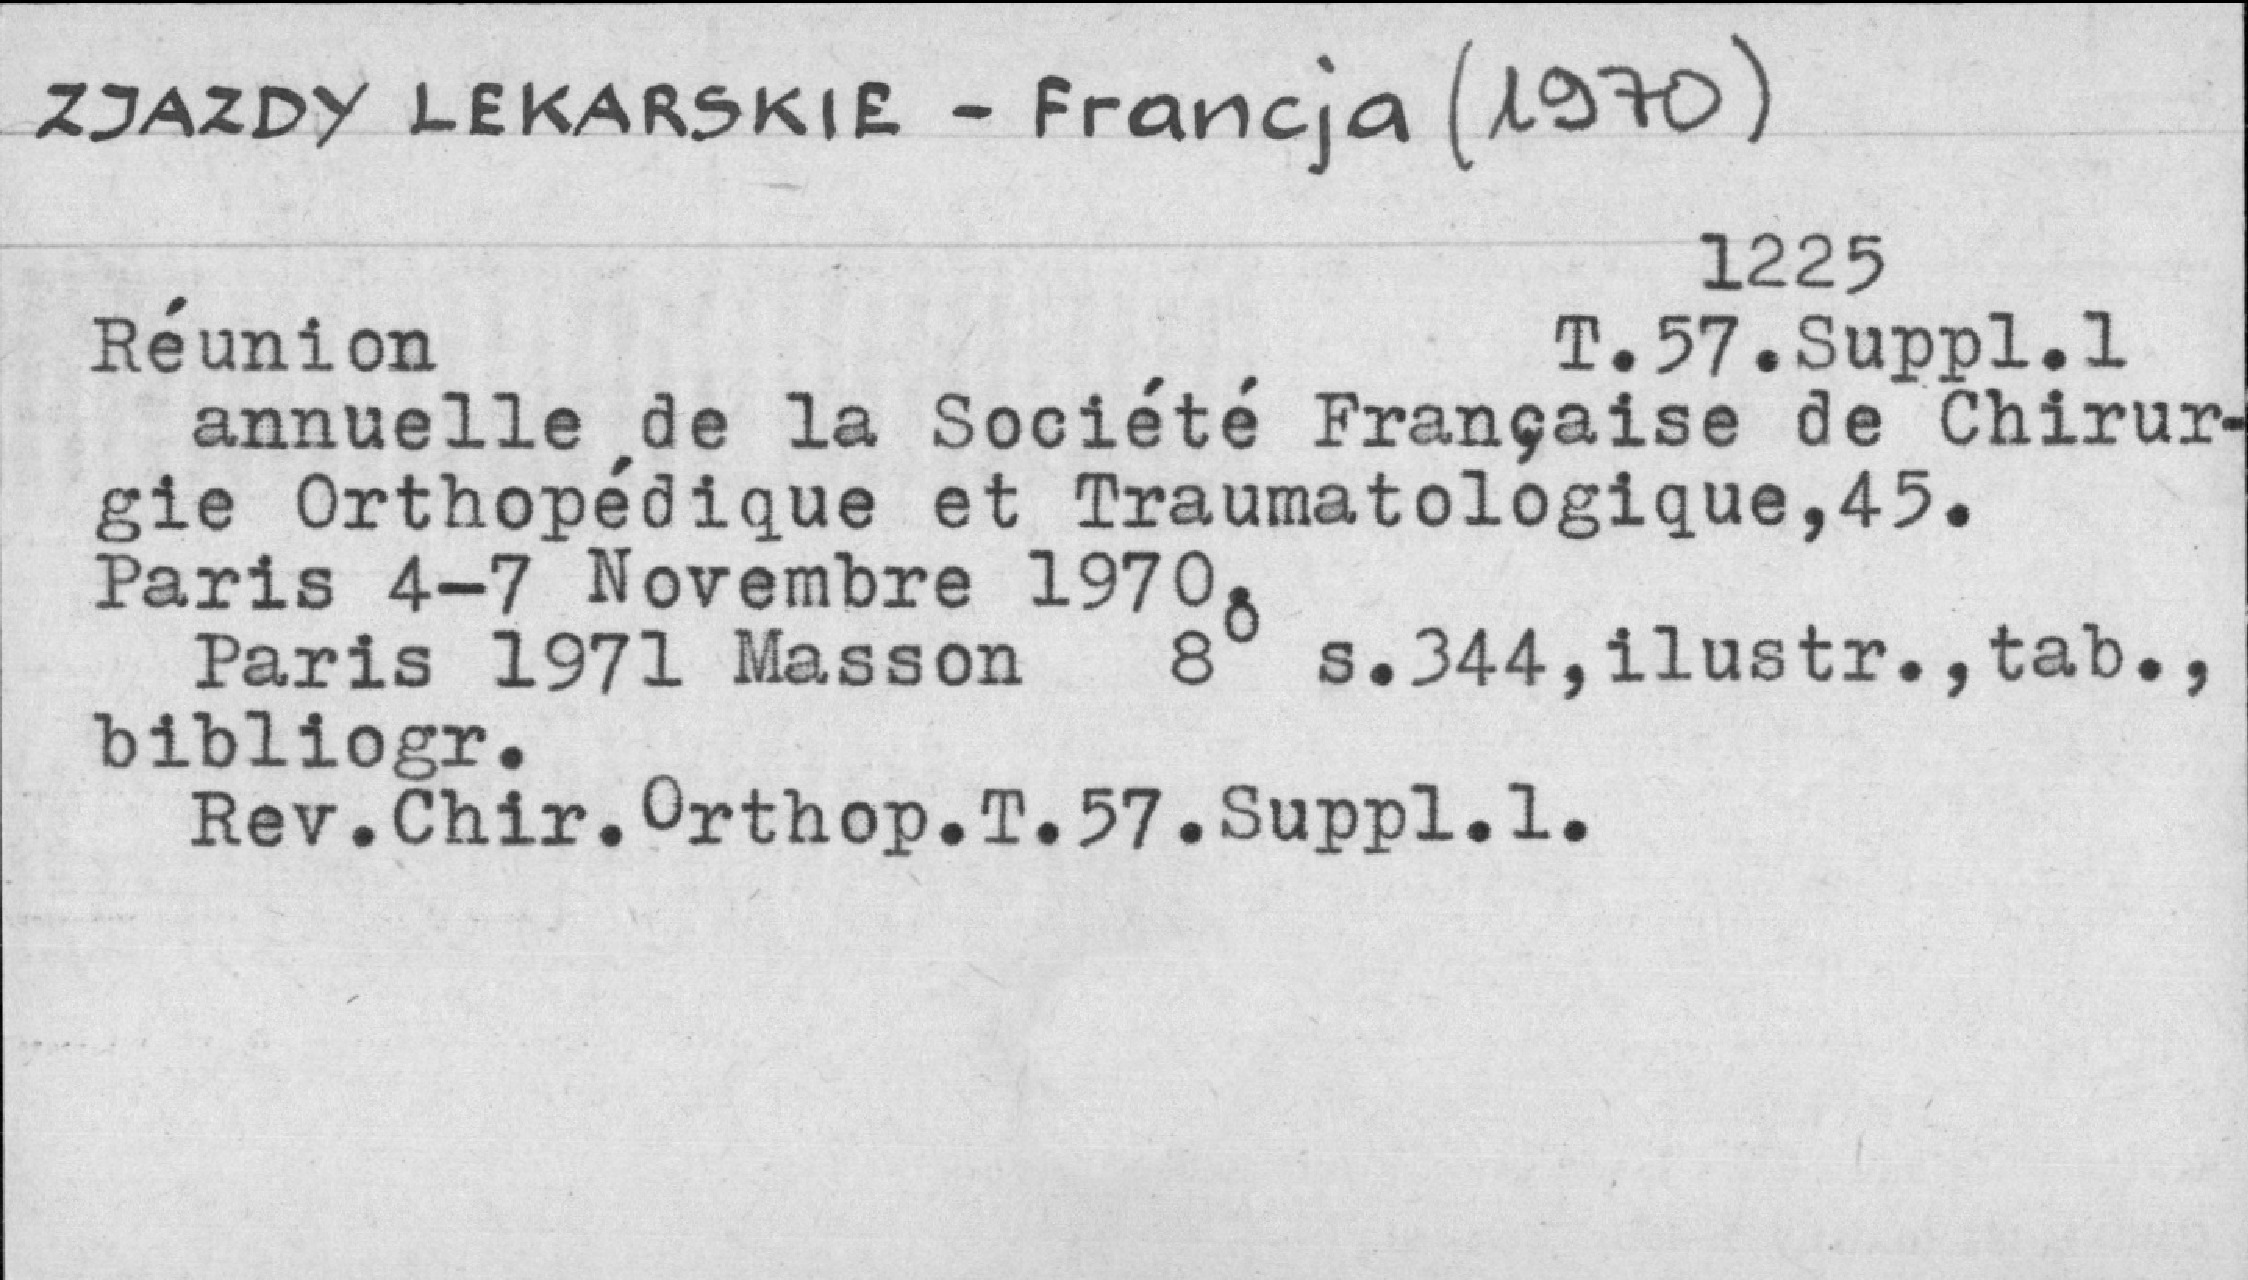 ZJAZDY LEKARSKIE - Francja (1970)
1225
Réunion T.57.Suppl.1
annuelle de la Société Française de Chirur-
gie Orthopédique et Traumatologique,45.
Paris 4-7 Novembre 1970.
Paris 1971 Masson 8° s.344,ilustr.,tab.,
bibliogr.
Rev.Chir.Orthop.T.57.Suppl.1.